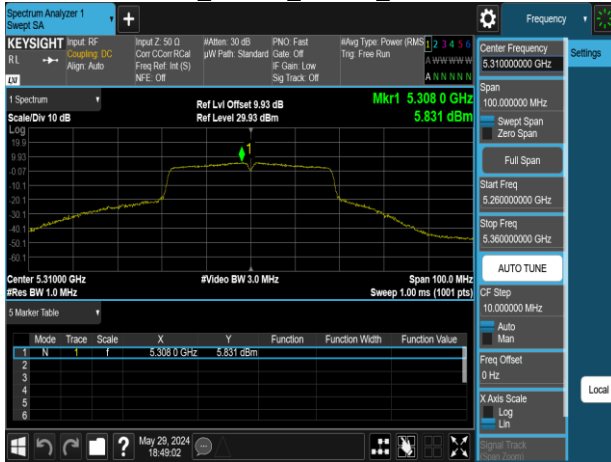 Spectrum Analyzer 1
Swept SA
+
Frequency
KEYSIGHT
RL
LXI
Input: RF
Coupling: DC
Align: Auto
Input Z: 50 Ω
Corr CCorr RCal
Freq Ref: Int (S)
NFE: Off
#Atten: 30 dB
µW Path: Standard
PNO: Fast
Gate: Off
IF Gain: Low
Sig Track: Off
#Avg Type: Power (RMS
Trig: Free Run
1 2 3 4 5 6
A W W W W W
A N N N N N
Center Frequency
5.310000000 GHz
Settings
Span
100.000000 MHz
Swept Span
Zero Span
Full Span
Start Freq
5.260000000 GHz
Stop Freq
5.360000000 GHz
AUTO TUNE
CF Step
10.000000 MHz
Auto
Man
Freq Offset
0 Hz
X Axis Scale
Log
Lin
Signal Track
(Span Zoom)
Local
1 Spectrum
Scale/Div 10 dB
Ref Lvl Offset 9.93 dB
Ref Level 29.93 dBm
Mkr1 5.308 0 GHz
5.831 dBm
Log
19.9
9.93
-0.07
-10.1
-20.1
-30.1
-40.1
-50.1
-60.1
1
Center 5.31000 GHz
#Res BW 1.0 MHz
#Video BW 3.0 MHz
Span 100.0 MHz
Sweep 1.00 ms (1001 pts)
5 Marker Table
Mode Trace Scale X Y Function Function Width Function Value
1 N 1 f 5.308 0 GHz 5.831 dBm
2
3
4
5
6
?
May 29, 2024
18:49:02